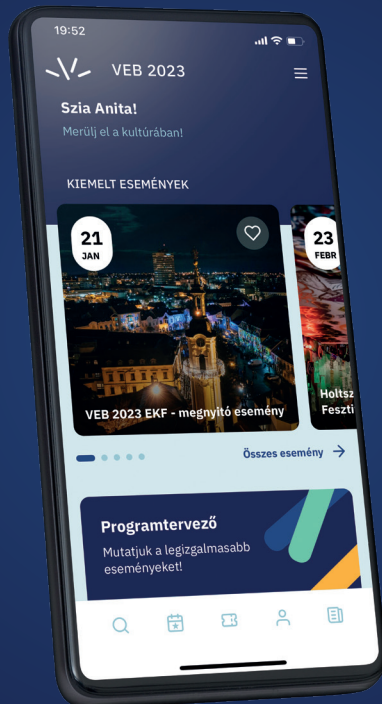 19:52
VEB 2023
Szia Anita!
Merülj el a kultúrában!
KIEMELT ESEMÉNYEK
21
JAN
23
FEBR
VEB 2023 EKF - megnyitó esemény
Holtsz
Feszti
Összes esemény
Programtervező
Mutatjuk a legizgalmasabb
eseményeket!